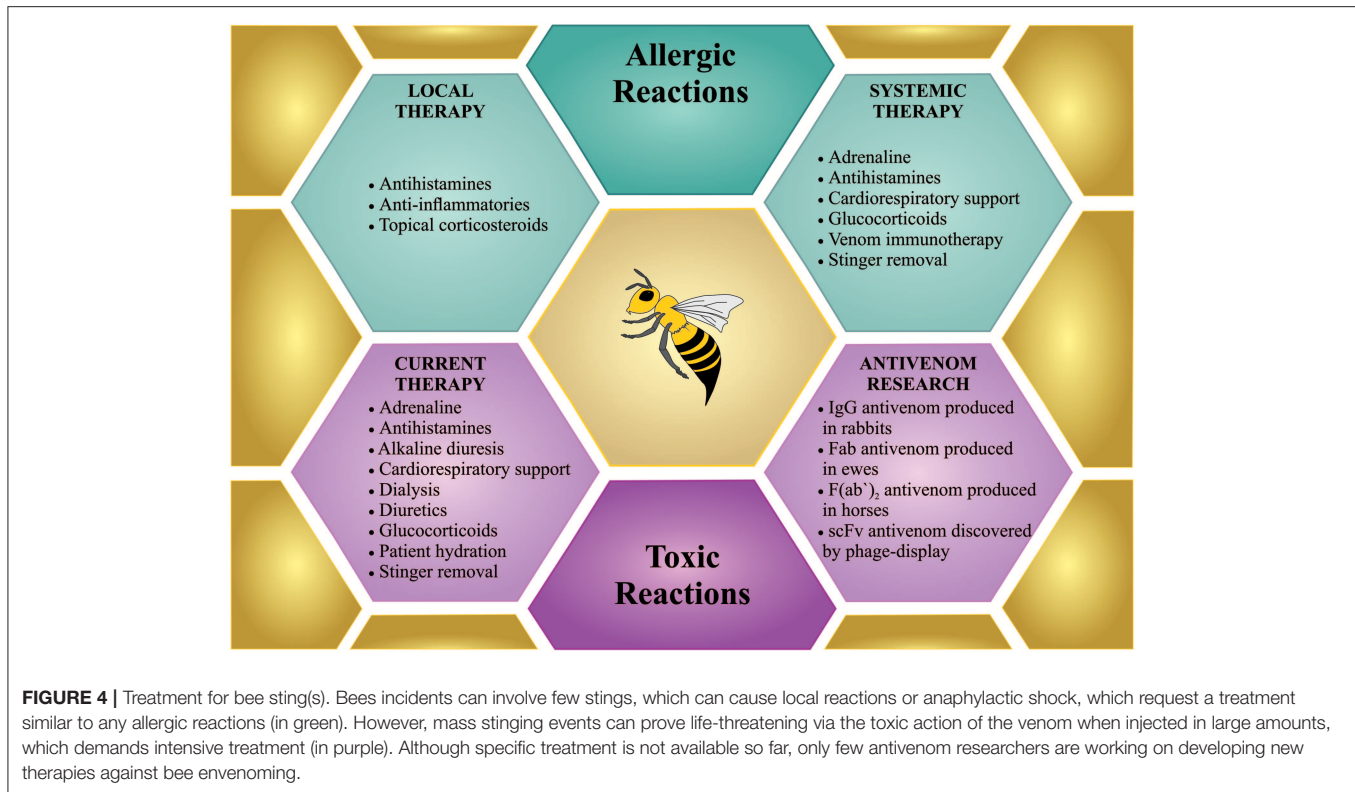 Allergic
Reactions
LOCAL
THERAPY
• Antihistamines
• Anti-inflammatories
• Topical corticosteroids
SYSTEMIC
THERAPY
• Adrenaline
• Antihistamines
• Cardiorespiratory support
• Glucocorticoids
• Venom immunotherapy
• Stinger removal
CURRENT
THERAPY
• Adrenaline
• Antihistamines
• Alkaline diuresis
• Cardiorespiratory support
• Dialysis
• Diuretics
• Glucocorticoids
• Patient hydration
• Stinger removal
ANTIVENOM
RESEARCH
• IgG antivenom produced
in rabbits
• Fab antivenom produced
in ewes
• F(ab`)₂ antivenom produced
in horses
• scFv antivenom discovered
by phage-display
Toxic
Reactions
FIGURE 4 | Treatment for bee sting(s). Bees incidents can involve few stings, which can cause local reactions or anaphylactic shock, which request a treatment
similar to any allergic reactions (in green). However, mass stinging events can prove life-threatening via the toxic action of the venom when injected in large amounts,
which demands intensive treatment (in purple). Although specific treatment is not available so far, only few antivenom researchers are working on developing new
therapies against bee envenoming.